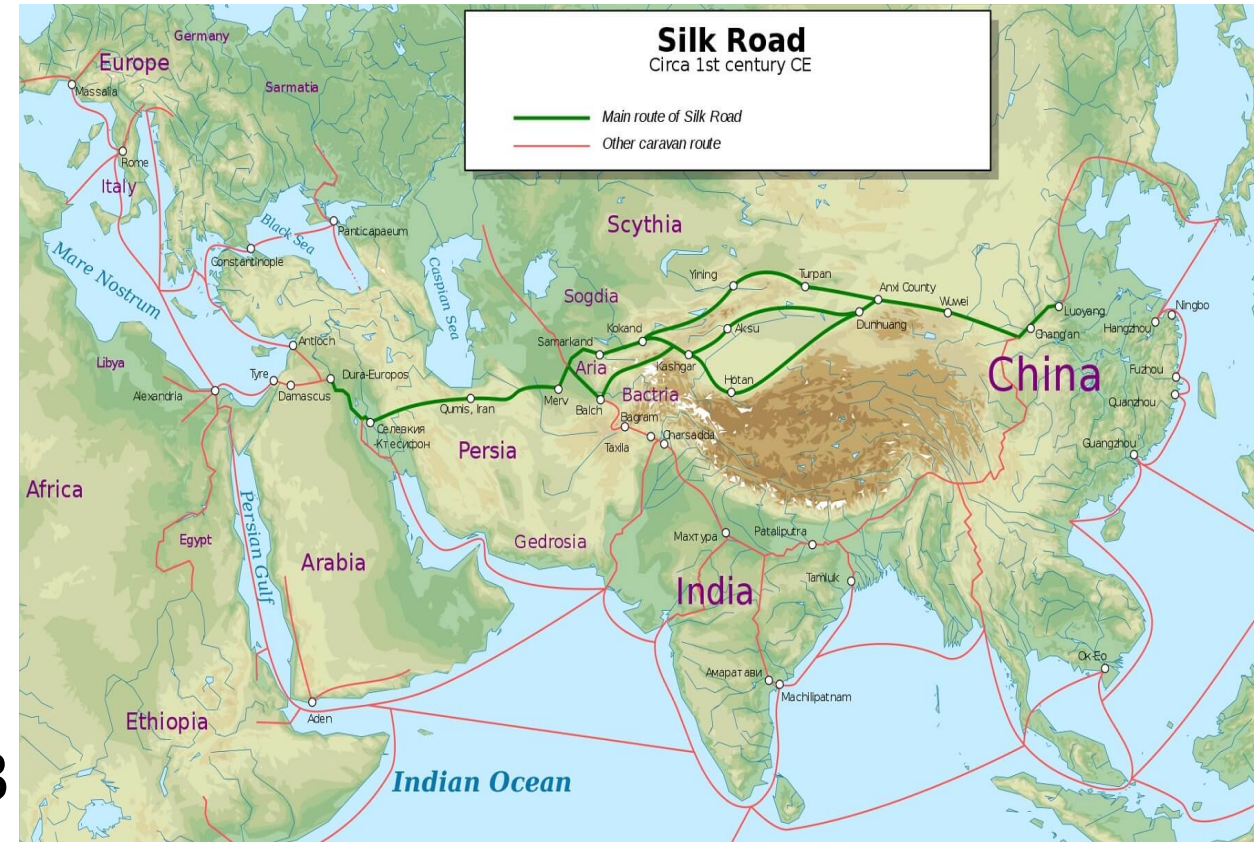 Silk Road
Circa 1st century CE
Main route of Silk Road
Other caravan route
Germany
Europe
Massalia
Sarmatia
Rome
Italy
Black Sea
Panticapaeum
Constantinople
Mare Nostrum
Caspian Sea
Scythia
Yining
Turpan
Anxi County
Wuwei
Luoyang
Ningbo
Hangzhou
Chang'an
Dunhuang
Aksu
Kokand
Sogdia
Samarkand
Kashgar
Aria
Hotan
Bactria
Balch
Merv
Qumis, Iran
Antioch
Libya
Tyre
Dura-Europos
Damascus
Alexandria
Селевкия
-Ктесифон
Persia
Bagram
Taxila
Charsadda
China
Fuzhou
Quanzhou
Guangzhou
Africa
Egypt
Persian Gulf
Arabia
Gedrosia
Махтура
Pataliputra
India
Tamluk
Ок-Ео
Амаратави
Machilipatnam
Aden
Ethiopia
Indian Ocean